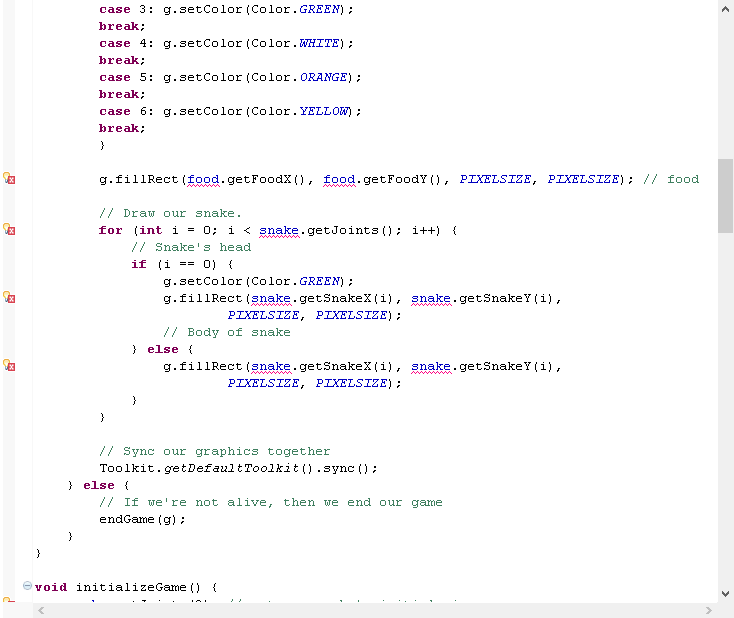 case 3: g.setColor(Color.GREEN);
break;
case 4: g.setColor(Color.WHITE);
break;
case 5: g.setColor(Color.ORANGE);
break;
case 6: g.setColor(Color.YELLOW);
break;
}
g.fillRect(food.getFoodX(), food.getFoodY(), PIXELSIZE, PIXELSIZE); // food
// Draw our snake.
for (int i = 0; i < snake.getJoints(); i++) {
// Snake's head
if (i == 0) {
g.setColor(Color.GREEN);
g.fillRect(snake.getSnakeX(i), snake.getSnakeY(i),
PIXELSIZE, PIXELSIZE);
// Body of snake
} else {
g.fillRect(snake.getSnakeX(i), snake.getSnakeY(i),
PIXELSIZE, PIXELSIZE);
}
}
// Sync our graphics together
Toolkit.getDefaultToolkit().sync();
} else {
// If we're not alive, then we end our game
endGame(g);
}
}
void initializeGame() {